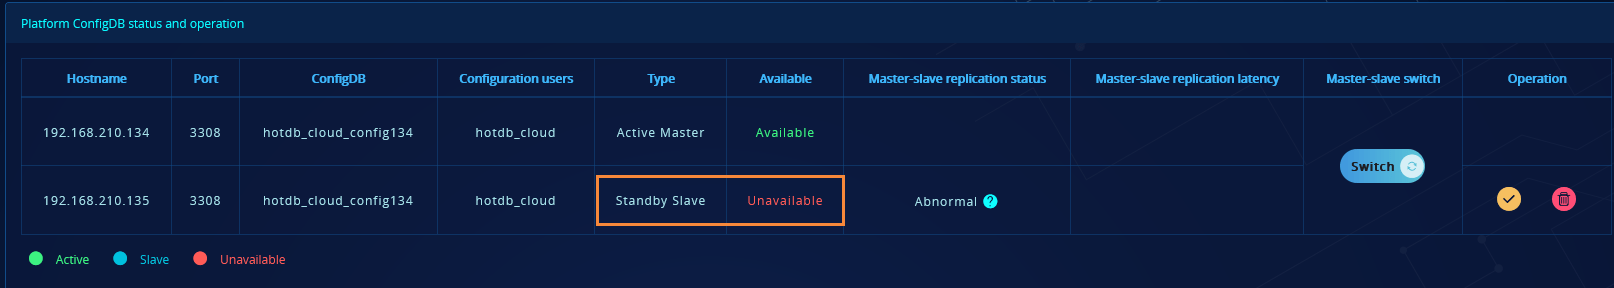 Platform ConfigDB status and operation
Hostname Port ConfigDB Configuration users Type Available Master-slave replication status Master-slave replication latency Master-slave switch Operation
192.168.210.134 3308 hotdb_cloud_config134 hotdb_cloud Active Master Available
Switch
192.168.210.135 3308 hotdb_cloud_config134 hotdb_cloud Standby Slave Unavailable Abnormal ?
Active Slave Unavailable